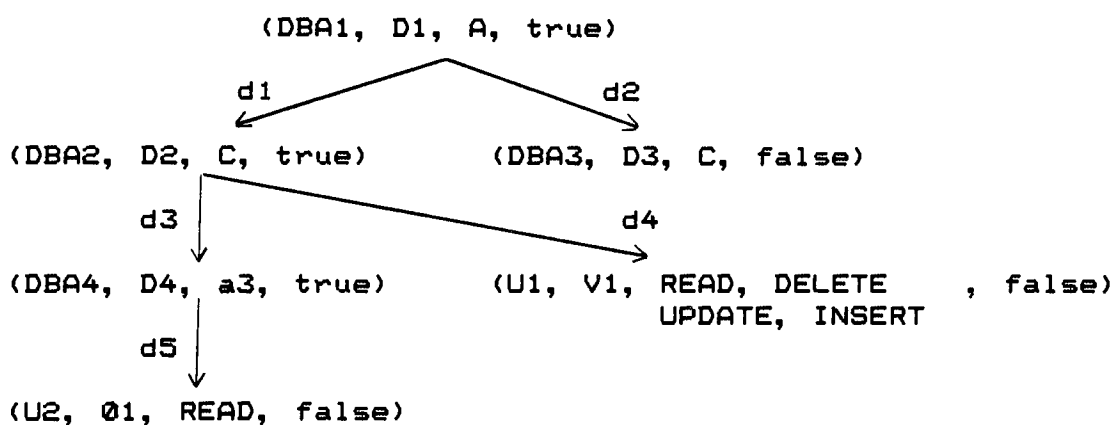 (DBA1, D1, A, true)
d1 d2
(DBA2, D2, C, true) (DBA3, D3, C, false)
d3 d4
(DBA4, D4, a3, true) (U1, V1, READ, DELETE , false)
UPDATE, INSERT
d5
(U2, Ø1, READ, false)